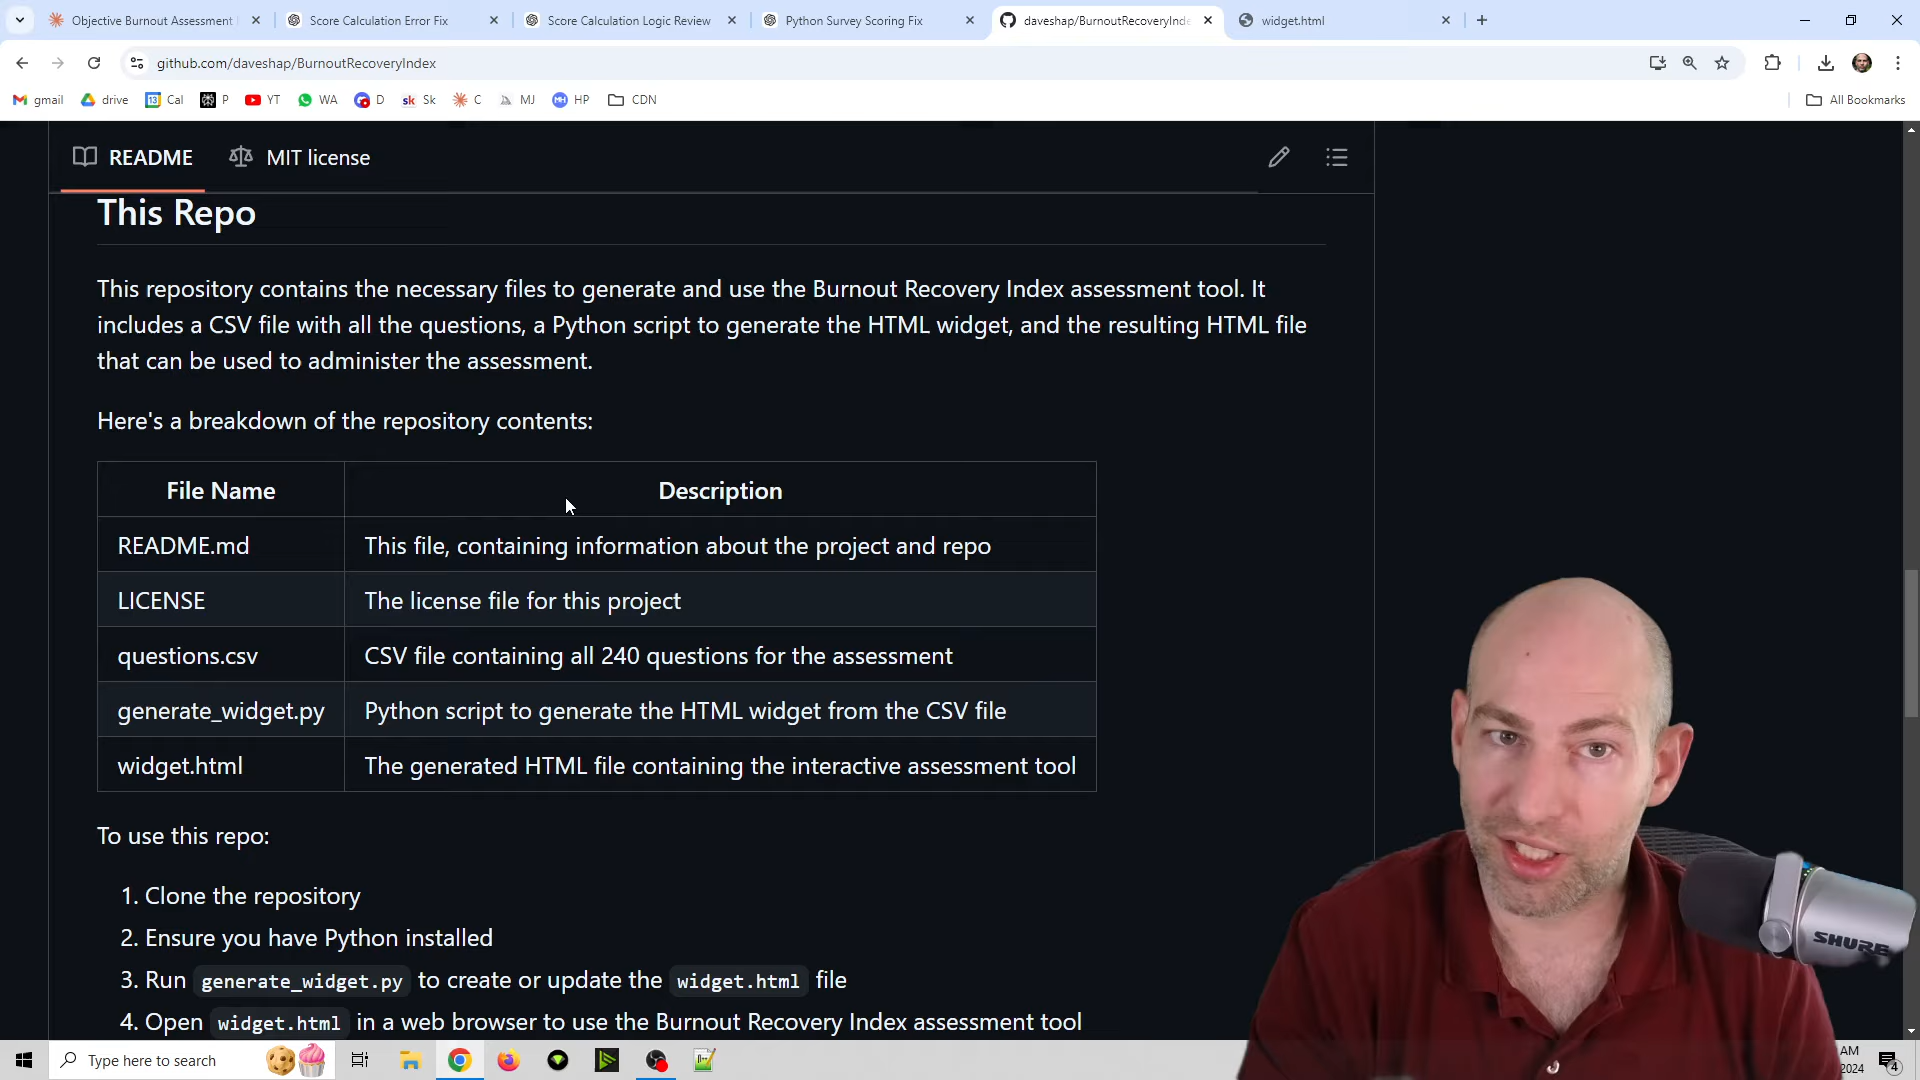 Objective Burnout Assessment
Score Calculation Error Fix
Score Calculation Logic Review
Python Survey Scoring Fix
daveshap/BurnoutRecoveryInde
widget.html
github.com/daveshap/BurnoutRecoveryIndex
gmail
drive
Cal
P
YT
WA
D
Sk
C
MJ
HP
CDN
All Bookmarks
README
MIT license
This Repo
This repository contains the necessary files to generate and use the Burnout Recovery Index assessment tool. It
includes a CSV file with all the questions, a Python script to generate the HTML widget, and the resulting HTML file
that can be used to administer the assessment.
Here's a breakdown of the repository contents:
File Name Description
README.md This file, containing information about the project and repo
LICENSE The license file for this project
questions.csv CSV file containing all 240 questions for the assessment
generate_widget.py Python script to generate the HTML widget from the CSV file
widget.html The generated HTML file containing the interactive assessment tool
To use this repo:
1. Clone the repository
2. Ensure you have Python installed
3. Run generate_widget.py to create or update the widget.html file
4. Open widget.html in a web browser to use the Burnout Recovery Index assessment tool
SHURE
Type here to search
AM
2024
4